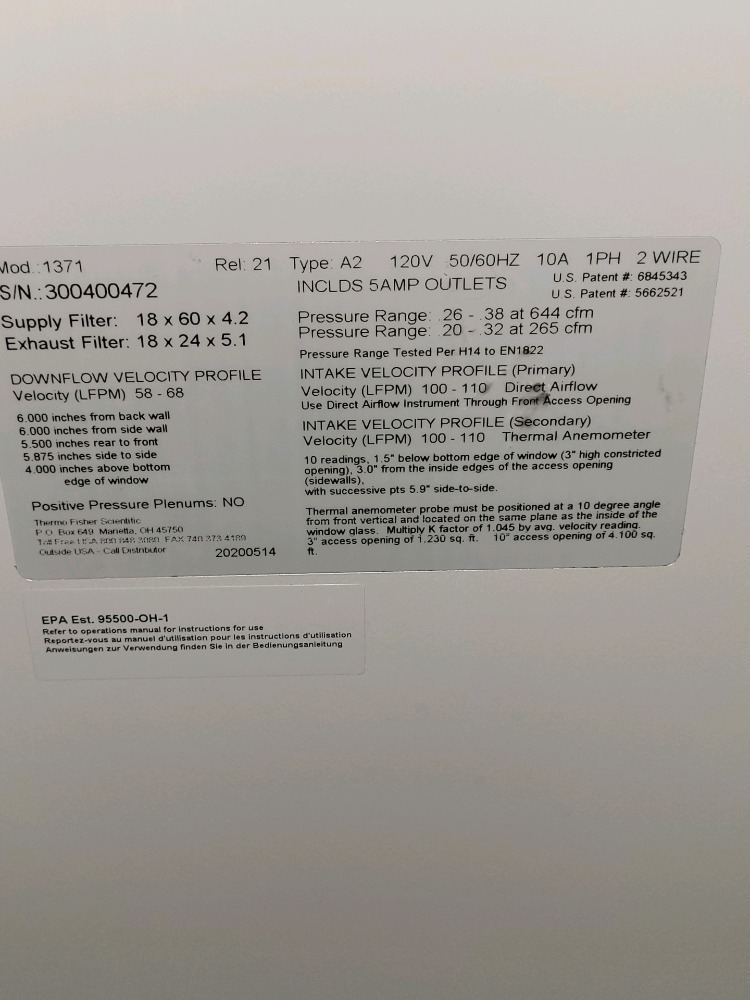 Mod.:1371 Rel: 21 Type: A2 120V 50/60HZ 10A 1PH 2 WIRE
S/N.:300400472 INCLDS 5AMP OUTLETS
U.S. Patent #: 6845343
U.S. Patent #: 5662521
Supply Filter: 18 x 60 x 4.2
Exhaust Filter: 18 x 24 x 5.1
DOWNFLOW VELOCITY PROFILE
Velocity (LFPM) 58 - 68
6.000 inches from back wall
6.000 inches from side wall
5.500 inches rear to front
5.875 inches side to side
4.000 inches above bottom
edge of window
Positive Pressure Plenums: NO
Thermo Fisher Scientific
P.O. Box 649 Marietta, OH 45750
Toll Free USA 800 848 3080 FAX 740 373 4189
Outside USA - Call Distributor 20200514
Pressure Range: .26 - .38 at 644 cfm
Pressure Range: .20 - .32 at 265 cfm
Pressure Range Tested Per H14 to EN1822
INTAKE VELOCITY PROFILE (Primary)
Velocity (LFPM) 100 - 110 Direct Airflow
Use Direct Airflow Instrument Through Front Access Opening
INTAKE VELOCITY PROFILE (Secondary)
Velocity (LFPM) 100 - 110 Thermal Anemometer
10 readings, 1.5" below bottom edge of window (3" high constricted
opening), 3.0" from the inside edges of the access opening
(sidewalls),
with successive pts 5.9" side-to-side.
Thermal anemometer probe must be positioned at a 10 degree angle
from front vertical and located on the same plane as the inside of the
window glass. Multiply K factor of 1.045 by avg. velocity reading.
3" access opening of 1.230 sq. ft. 10" access opening of 4.100 sq.
ft.
EPA Est. 95500-OH-1
Refer to operations manual for instructions for use
Reportez-vous au manuel d'utilisation pour les instructions d'utilisation
Anweisungen zur Verwendung finden Sie in der Bedienungsanleitung